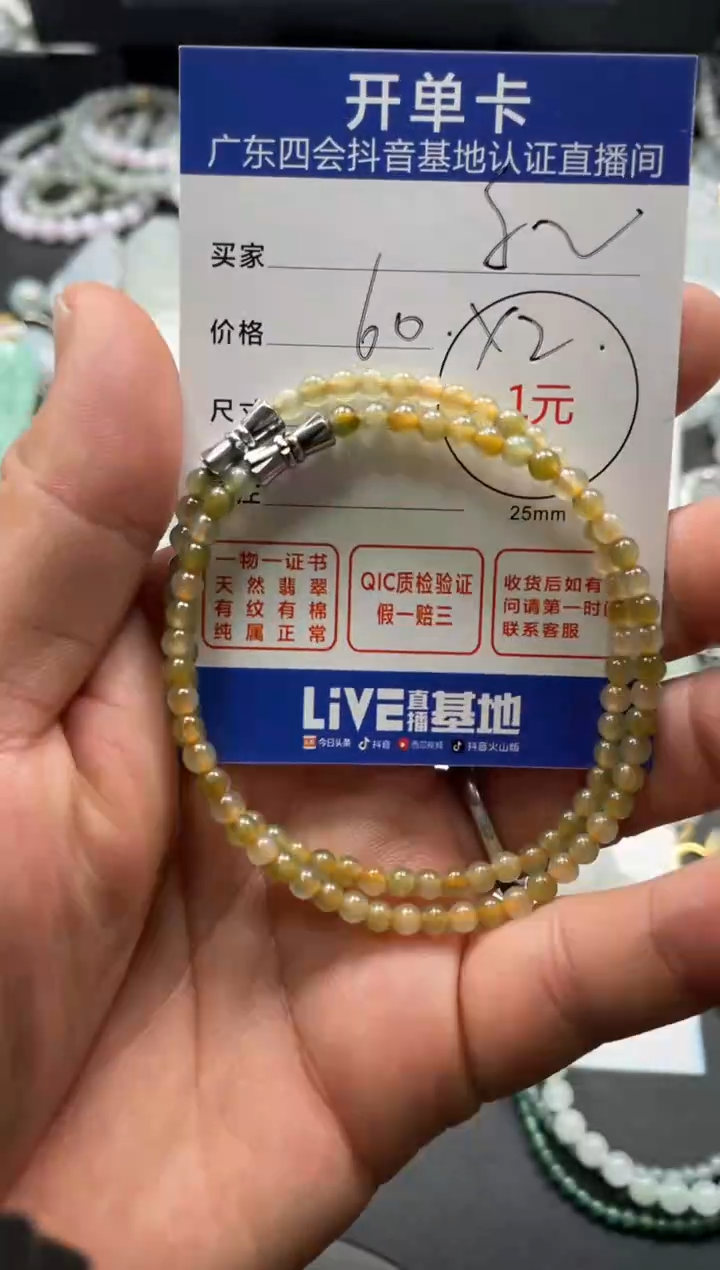 开单卡
广东四会抖音基地认证直播间
买家
价格 60. X2.
尺寸
1元
25mm
一物一证书
天然翡翠
有纹有棉
纯属正常
QIC质检验证
假一赔三
收货后如有
问请第一时
联系客服
LiVE直播基地
今日头条 抖音 西瓜视频 抖音火山版